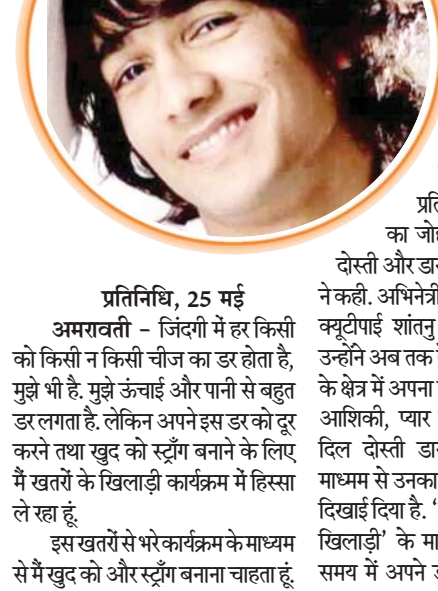 प्रतिनिधि, 25 मई
अमरावती – जिंदगी में हर किसी
को किसी न किसी चीज का डर होता है,
मुझे भी है. मुझे ऊंचाई और पानी से बहुत
डर लगता है. लेकिन अपने इस डर को दूर
करने तथा खुद को स्ट्राँग बनाने के लिए
मैं खतरों के खिलाड़ी कार्यक्रम में हिस्सा
ले रहा हूं.
इस खतरों से भरे कार्यक्रम के माध्यम
से मैं खुद को और स्ट्राँग बनाना चाहता हूं.
का
दोस्ती और
ने कही. अभिनेत्री
क्यूटीपाई शांतनु
उन्होंने अब तक
के क्षेत्र में अपना
आशिकी, प्यार
दिल दोस्ती
माध्मम से उनका
दिखाई दिया है. ‘
खिलाड़ी’ के
समय में अपने